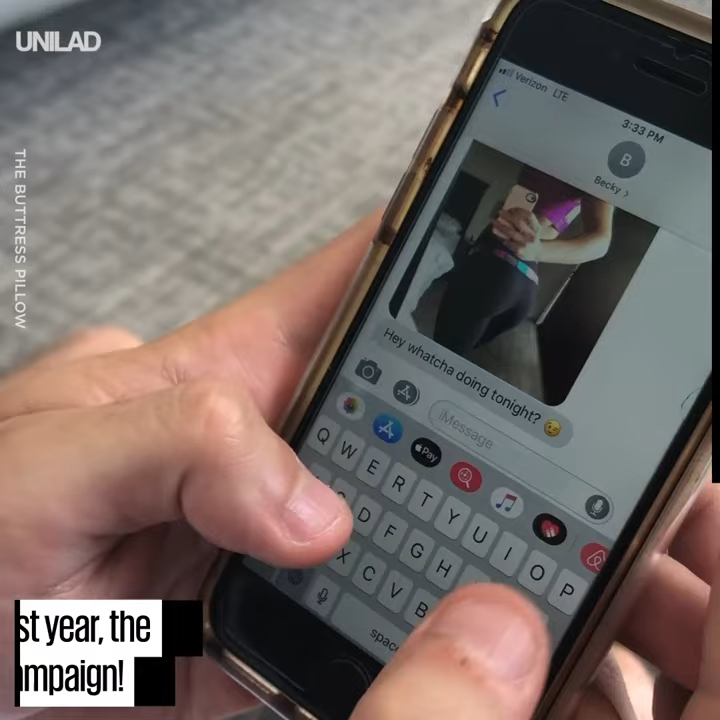 UNILAD
THE BUTTRESS PILLOW
Verizon LTE
3:33 PM
B
Becky >
Hey whatcha doing tonight? 😉
iMessage
Pay
Q W E R T Y U I O P
D F G H
X C V B
space
st year, the
mpaign!